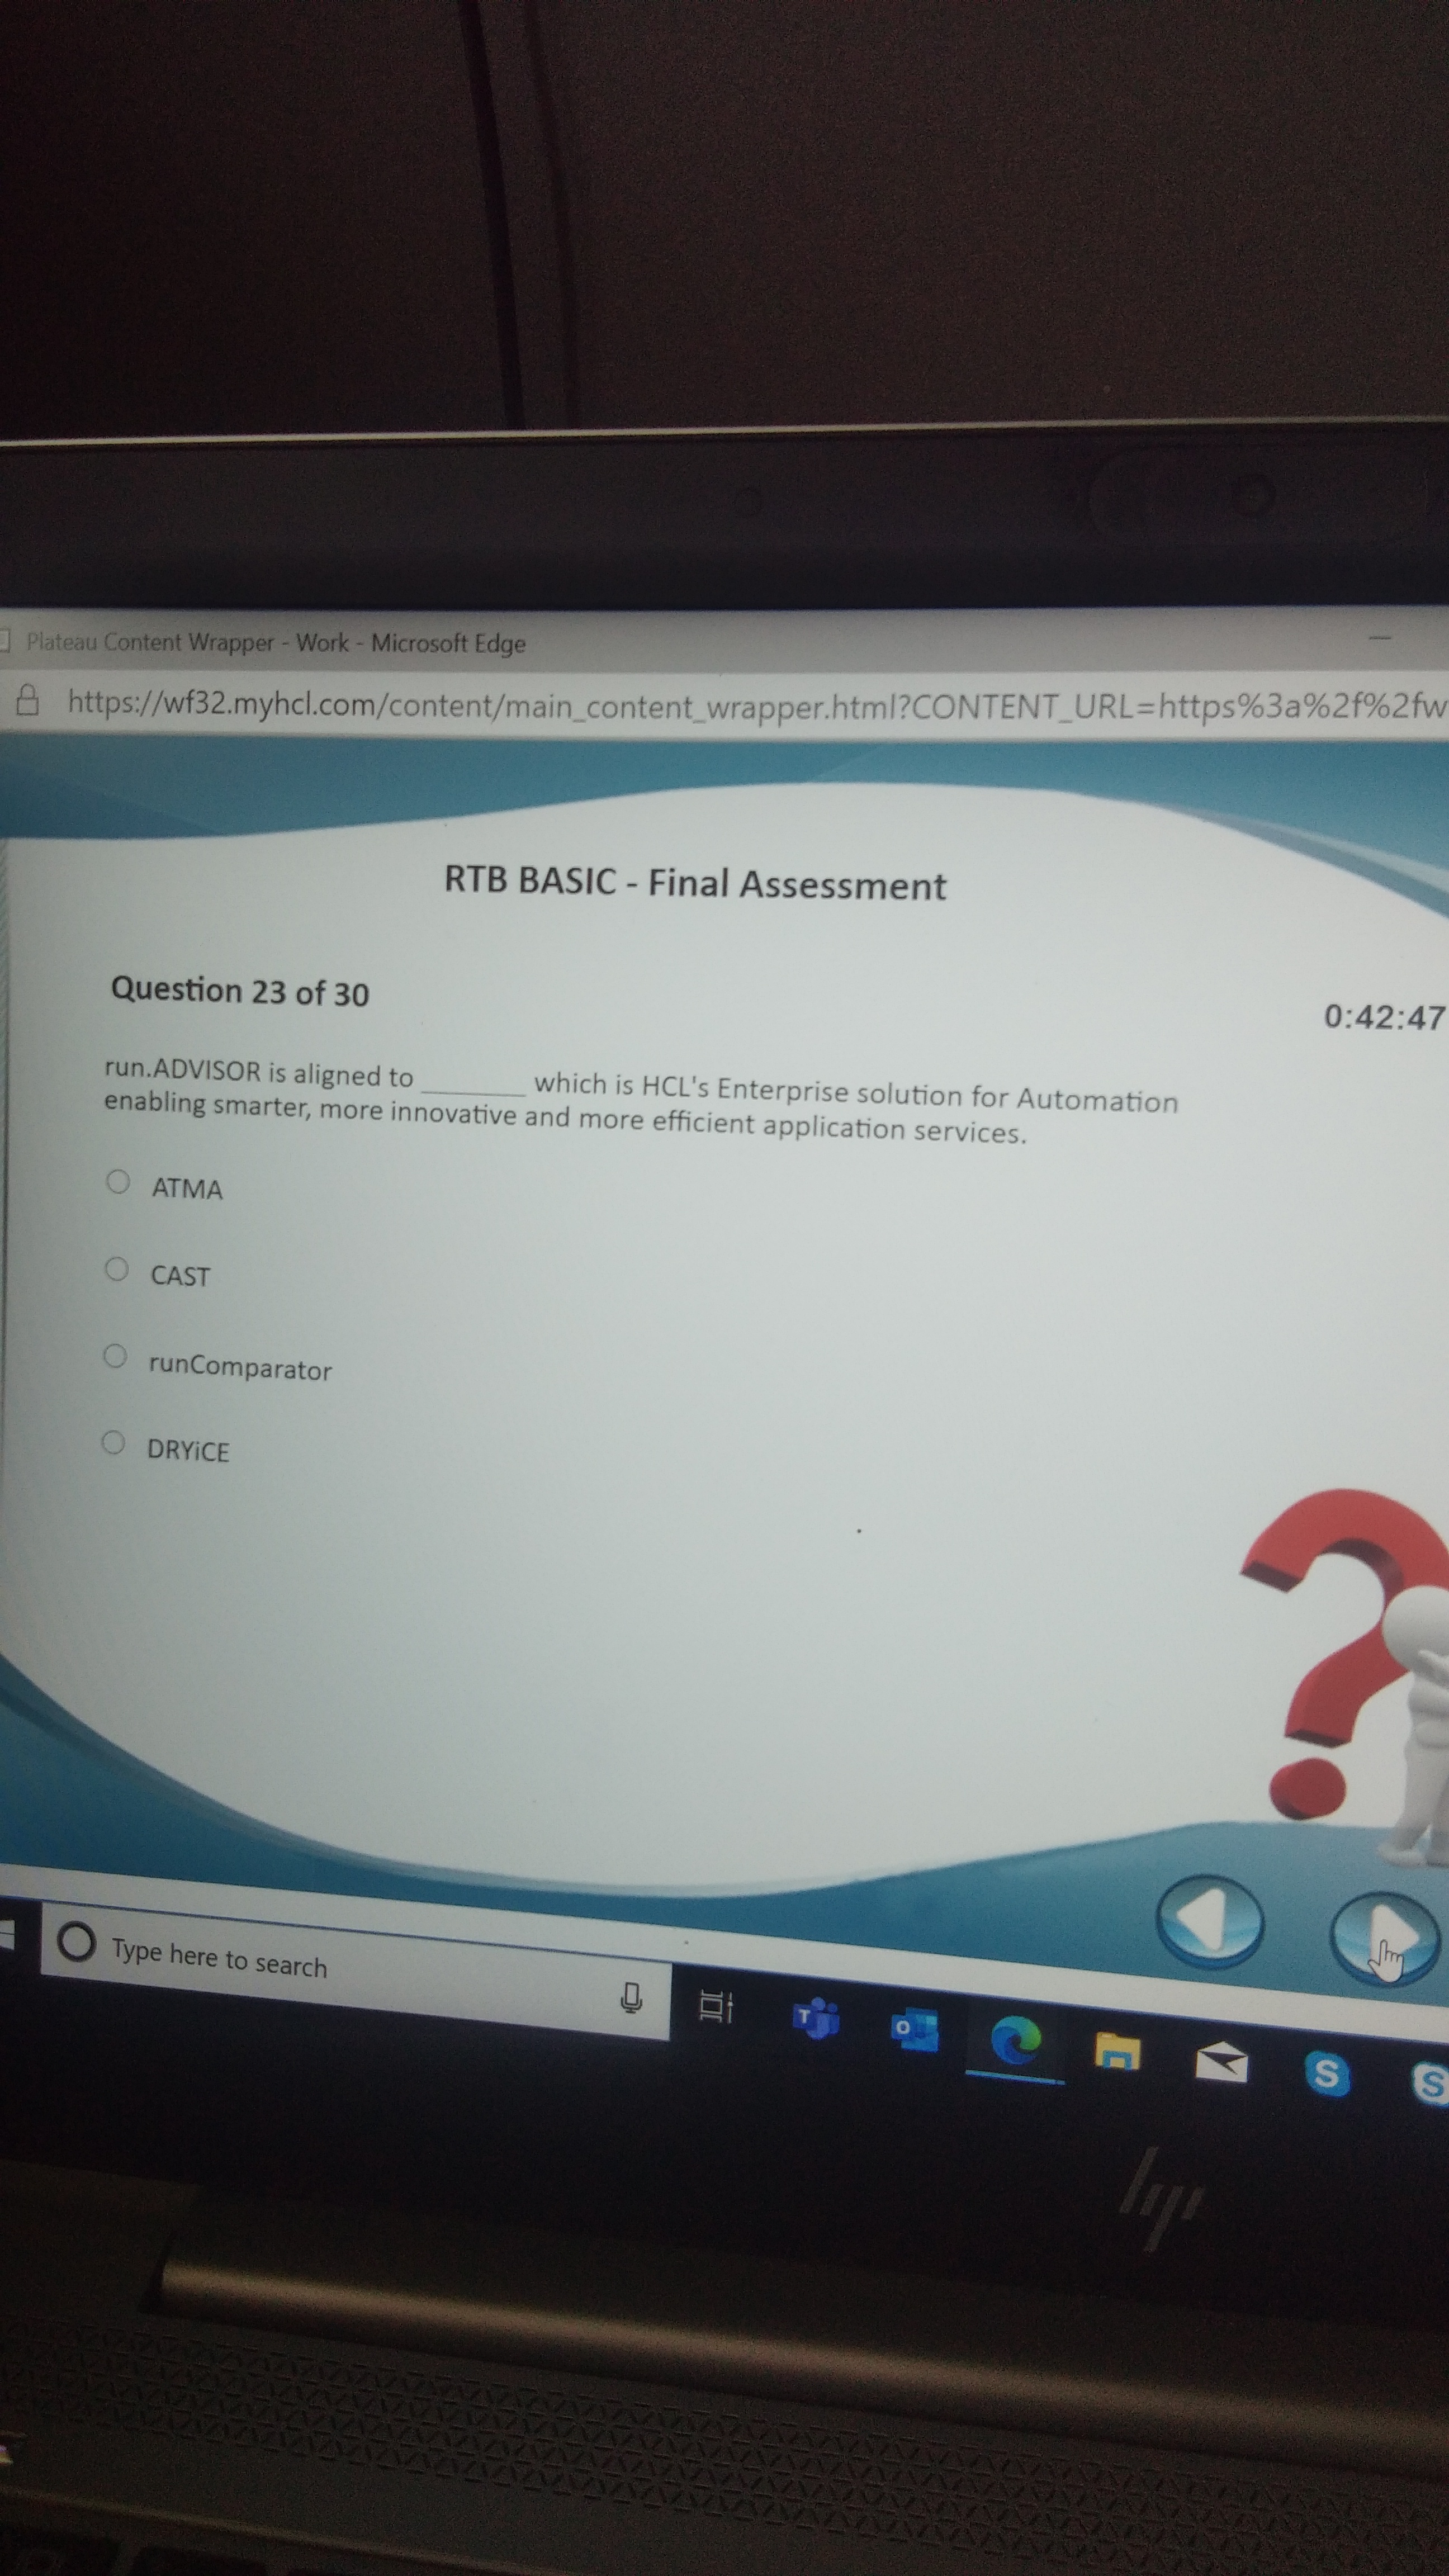 Plateau Content Wrapper - Work - Microsoft Edge
https://wf32.myhcl.com/content/main_content_wrapper.html?CONTENT_URL=https%3a%2f%2fw
RTB BASIC - Final Assessment
Question 23 of 30
0:42:47
run.ADVISOR is aligned to ________ which is HCL's Enterprise solution for Automation
enabling smarter, more innovative and more efficient application services.
ATMA
CAST
runComparator
DRYiCE
?
Type here to search
hp